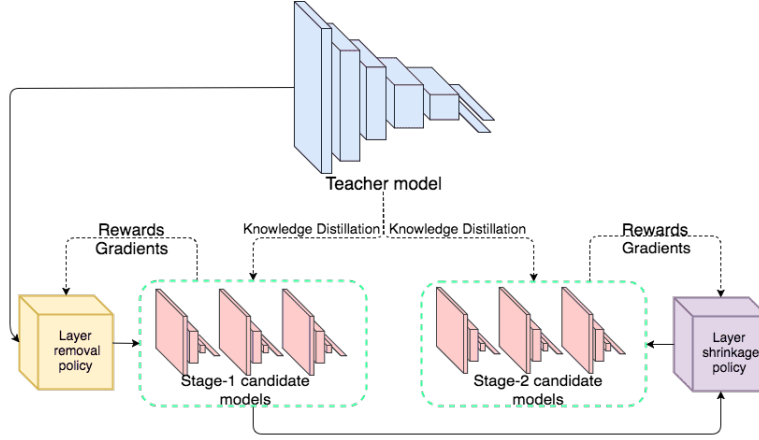 Teacher model
Rewards
Gradients
Knowledge Distillation
Knowledge Distillation
Rewards
Gradients
Layer
removal
policy
Stage-1 candidate
models
Stage-2 candidate
models
Layer
shrinkage
policy